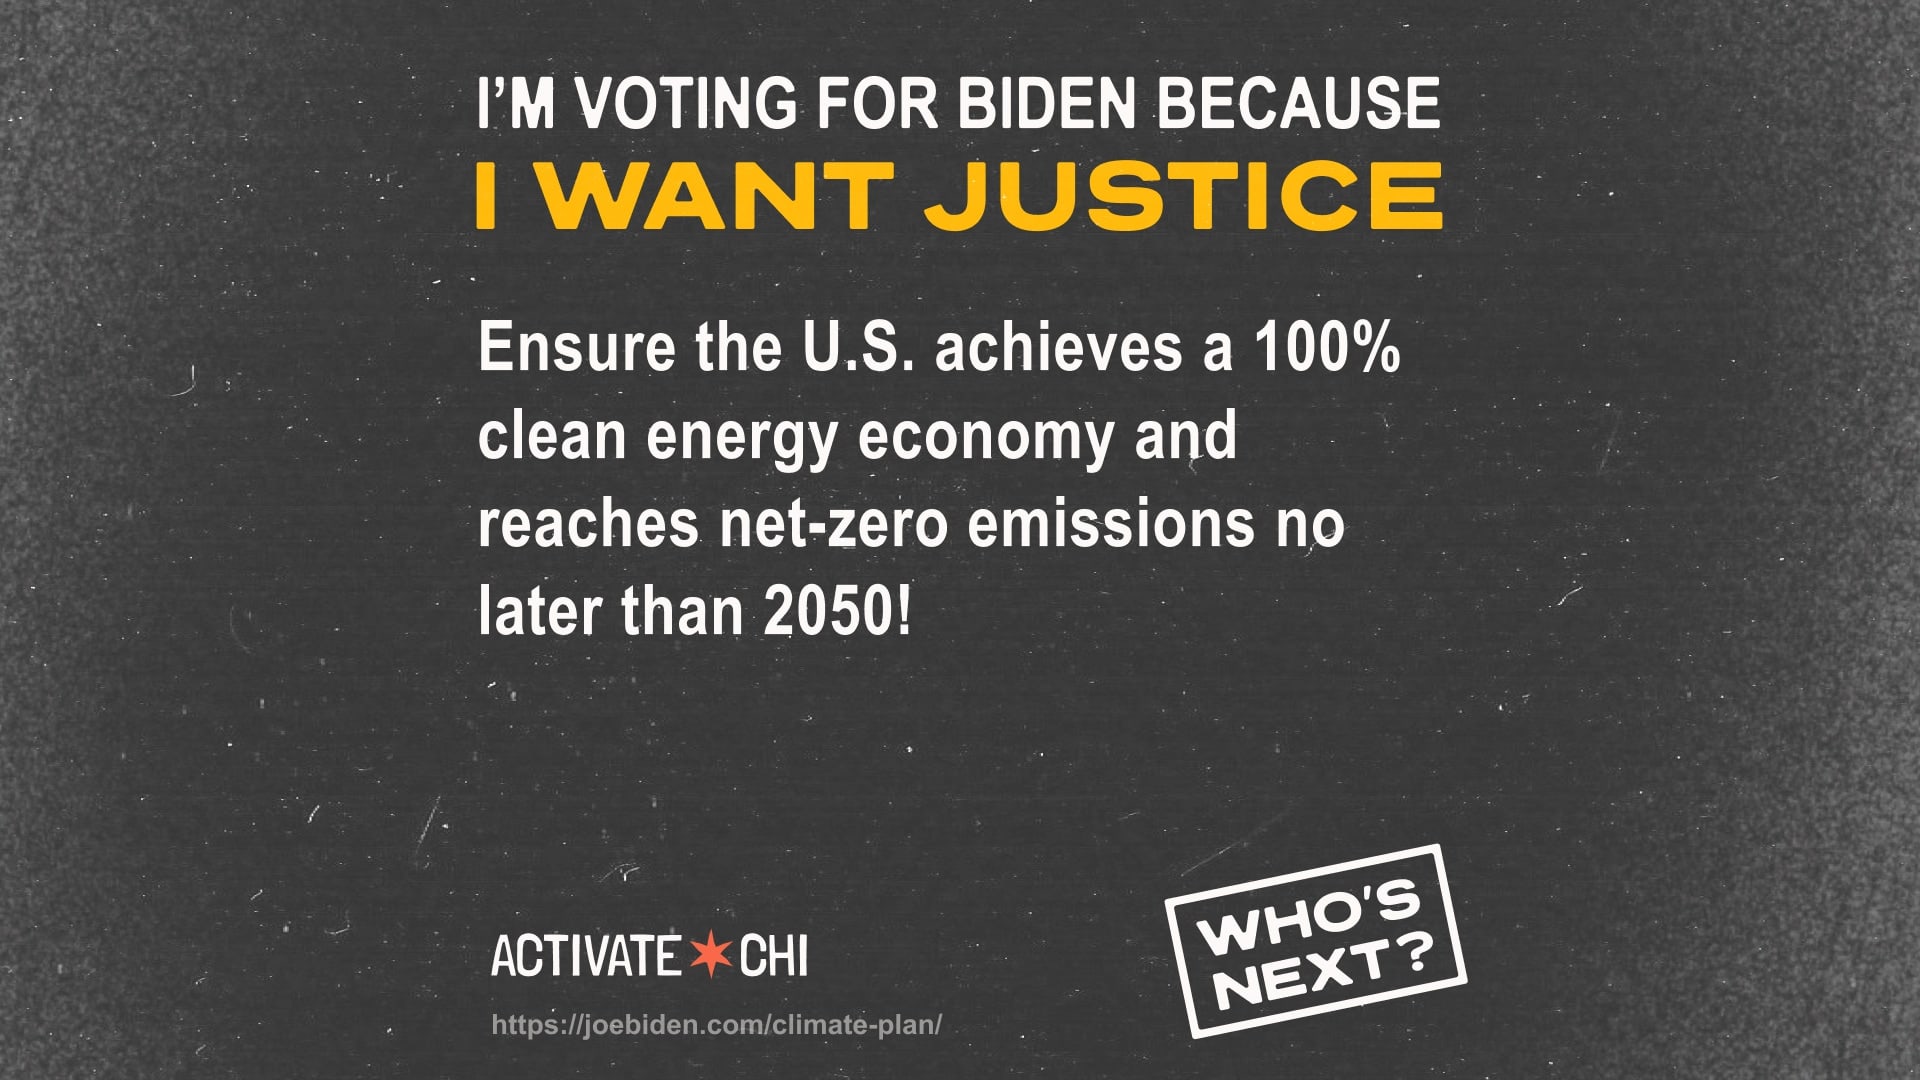 I’M VOTING FOR BIDEN BECAUSE
I WANT JUSTICE
Ensure the U.S. achieves a 100%
clean energy economy and
reaches net-zero emissions no
later than 2050!
ACTIVATE CHI
https://joebiden.com/climate-plan/
WHO'S
NEXT?